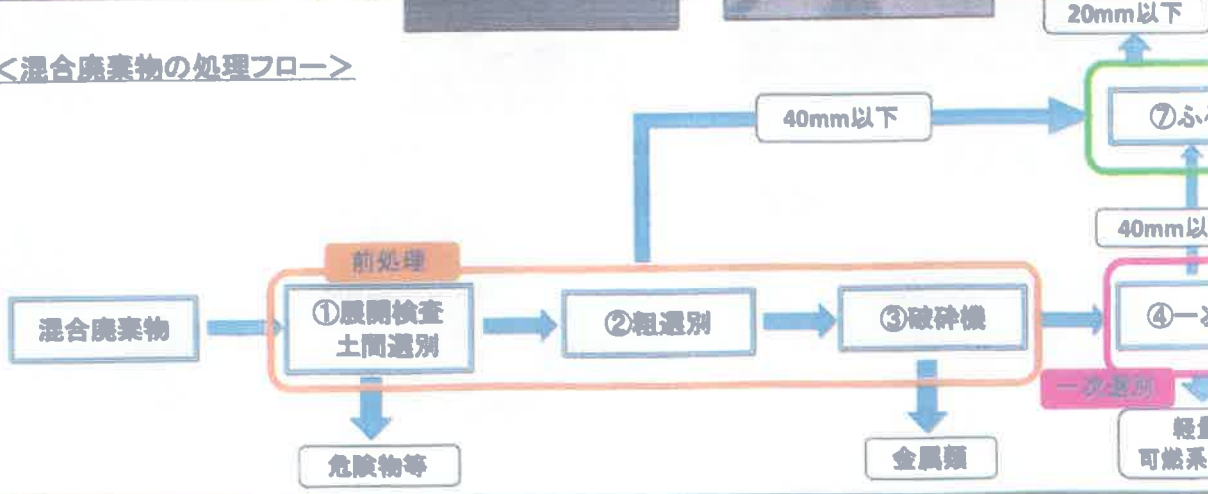 20mm以下
<混合廃棄物の処理フロー>
40mm以下
⑦ふ
40mm以
前処理
混合廃棄物
①展開検査
土間選別
②粗選別
③破砕機
④一次
一次選別
危険物等
金属類
軽量
可燃系